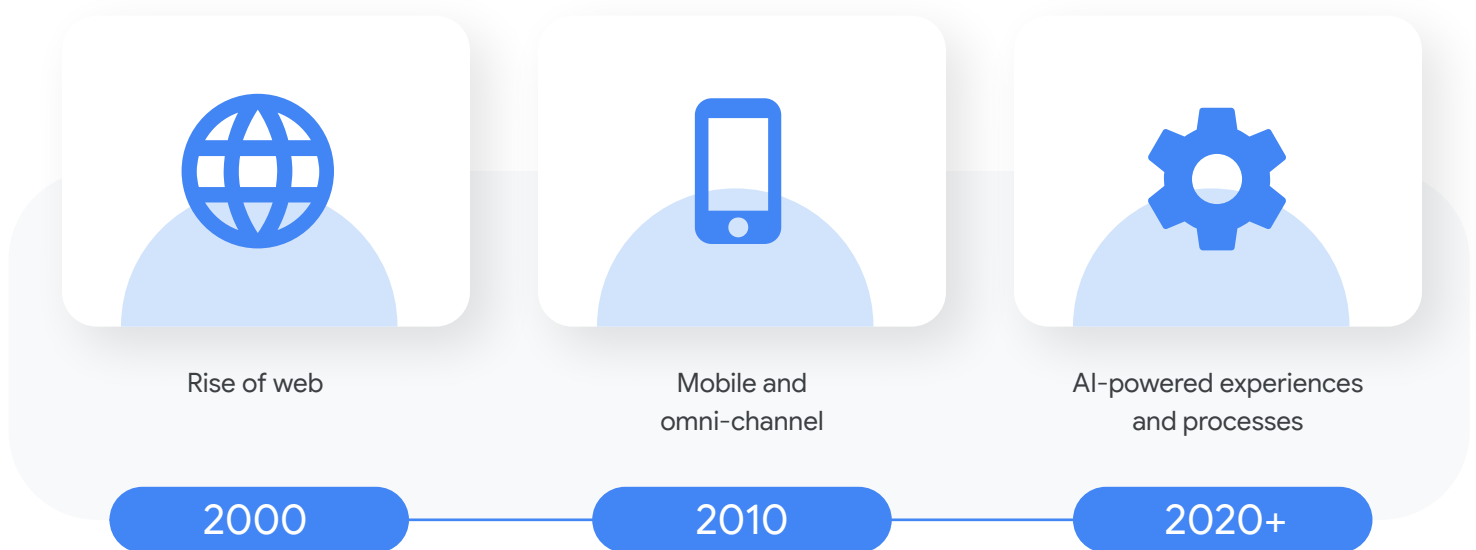 Rise of web
Mobile and
omni-channel
AI-powered experiences
and processes
2000
2010
2020+